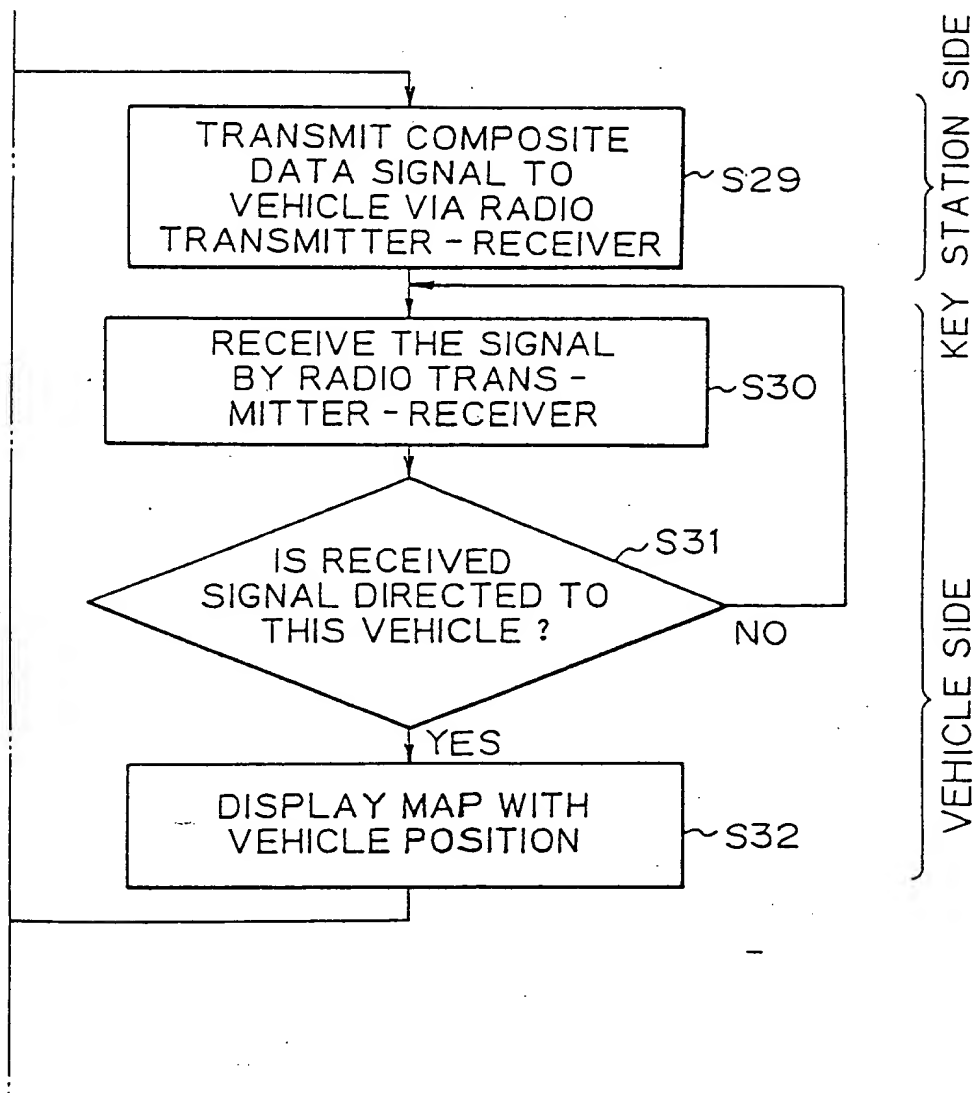 TRANSMIT COMPOSITE
DATA SIGNAL TO
VEHICLE VIA RADIO
TRANSMITTER - RECEIVER
S29
KEY STATION SIDE
RECEIVE THE SIGNAL
BY RADIO TRANS -
MITTER - RECEIVER
S30
IS RECEIVED
SIGNAL DIRECTED TO
THIS VEHICLE ?
S31
NO
YES
DISPLAY MAP WITH
VEHICLE POSITION
S32
VEHICLE SIDE